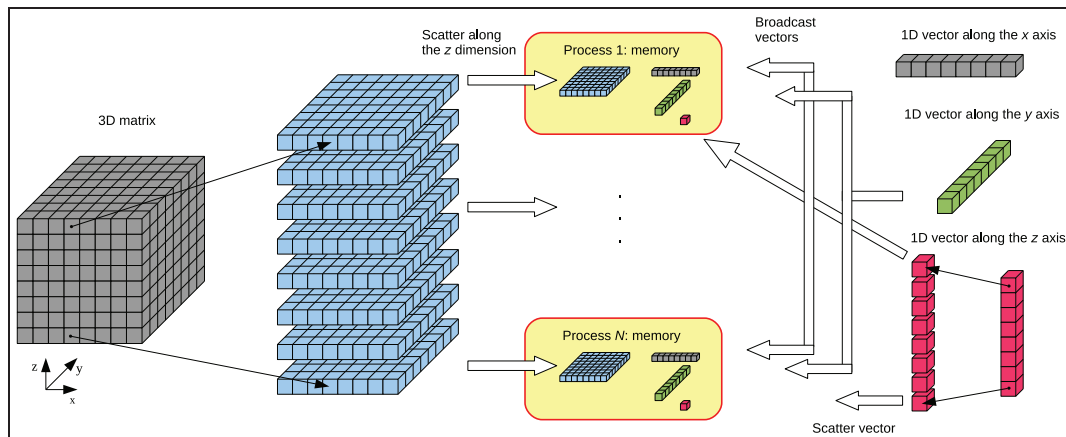 Scatter along
the z dimension
Process 1: memory
Broadcast
vectors
1D vector along the x axis
3D matrix
1D vector along the y axis
.
.
.
1D vector along the z axis
Process N: memory
z
y
x
Scatter vector